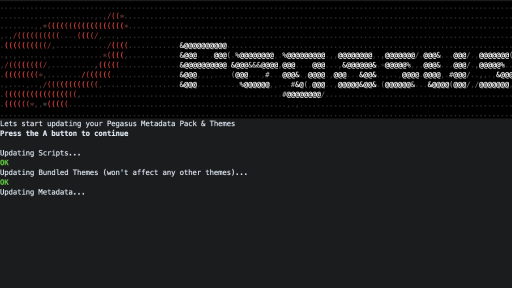 PEGASUS
Lets start updating your Pegasus Metadata Pack & Themes
Press the A button to continue
Updating Scripts...
OK
Updating Bundled Themes (won't affect any other themes)...
OK
Updating Metadata...